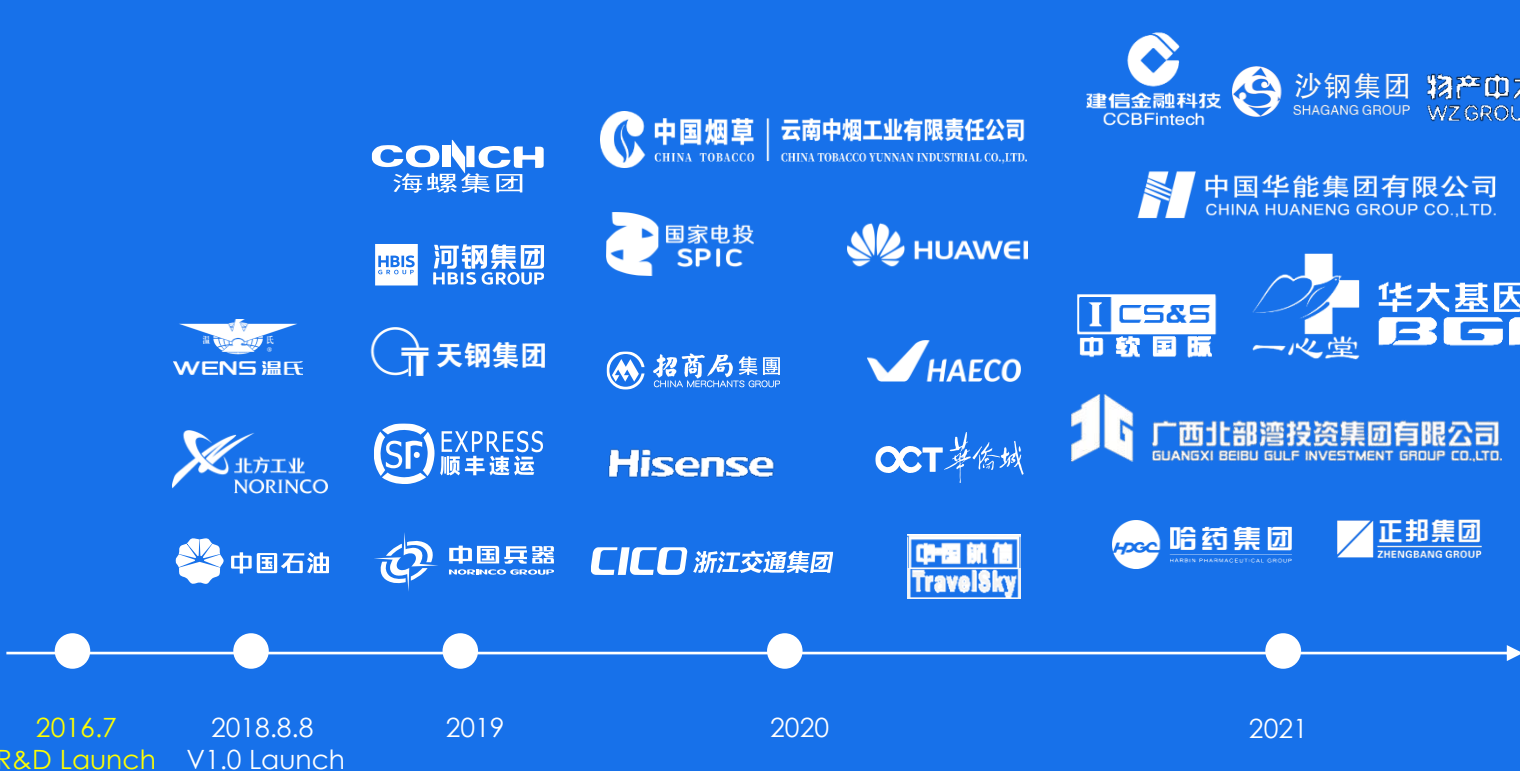 建信金融科技
CCBFintech
沙钢集团
SHAGANG GROUP
物产中
WZ GROU
中国烟草
CHINA TOBACCO
云南中烟工业有限责任公司
CHINA TOBACCO YUNNAN INDUSTRIAL CO.,LTD.
CONCH
海螺集团
中国华能集团有限公司
CHINA HUANENG GROUP CO.,LTD.
国家电投
SPIC
HUAWEI
HBIS
GROUP
河钢集团
HBIS GROUP
I CS&S
中软国际
一心堂
华大基因
BGI
温氏
WENS 温氏
天钢集团
招商局集團
CHINA MERCHANTS GROUP
HAECO
SF
EXPRESS
顺丰速运
北方工业
NORINCO
Hisense
OCT 華僑城
广西北部湾投资集团有限公司
GUANGXI BEIBU GULF INVESTMENT GROUP CO.,LTD.
中国石油
中国兵器
NORINCO GROUP
CICO 浙江交通集团
中国航信
TravelSky
HPGC
哈药集团
HARBIN PHARMACEUTICAL GROUP
正邦集团
ZHENGBANG GROUP
2016.7
R&D Launch
2018.8.8
V1.0 Launch
2019
2020
2021